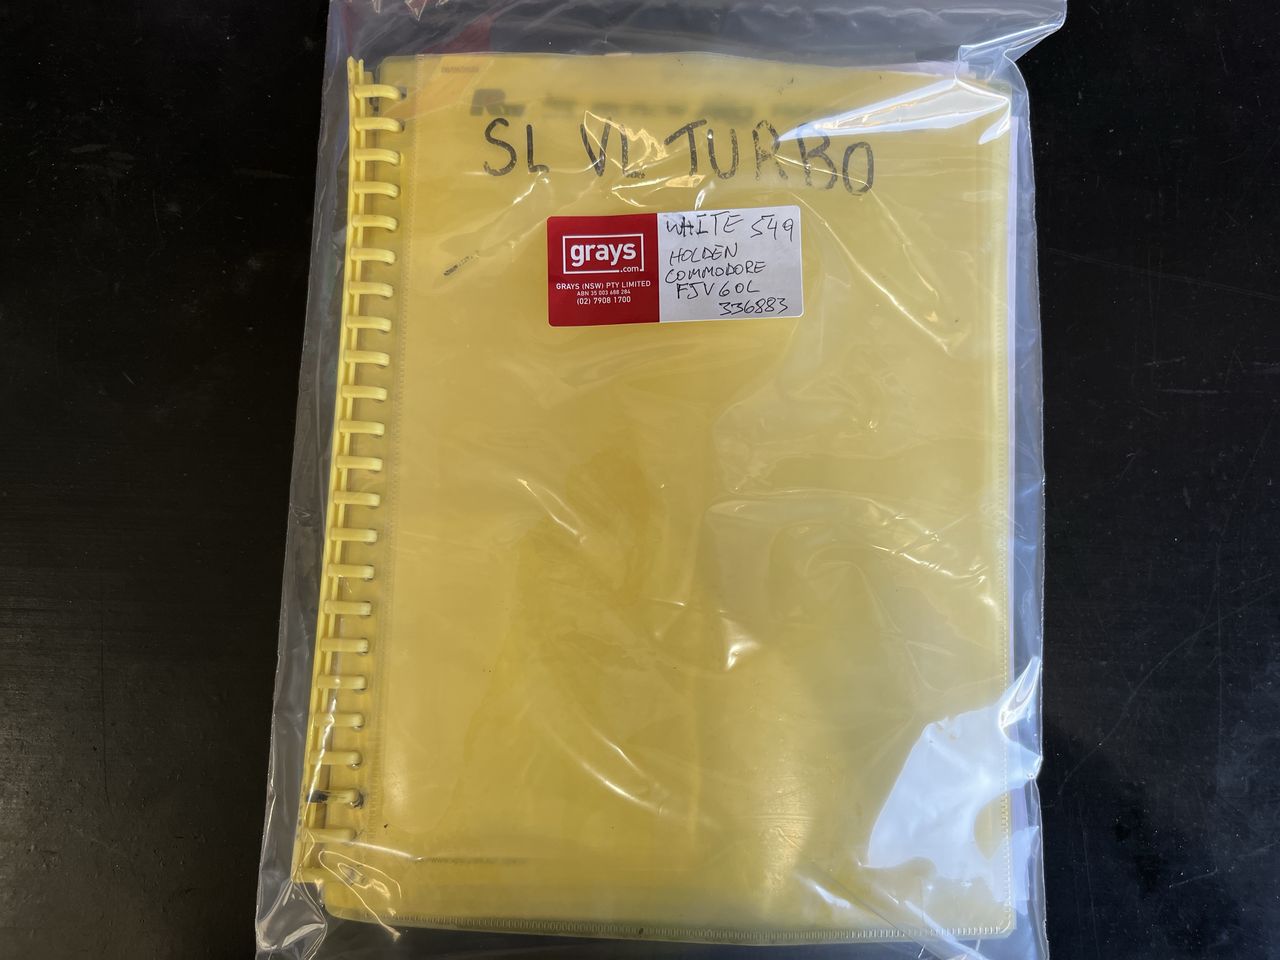 SL VL TURBO
grays
.com
GRAYS (NSW) PTY LIMITED
ABN 35 003 688 284
(02) 7908 1700
WHITE 549
HOLDEN
COMMODORE
FJV60L
336883